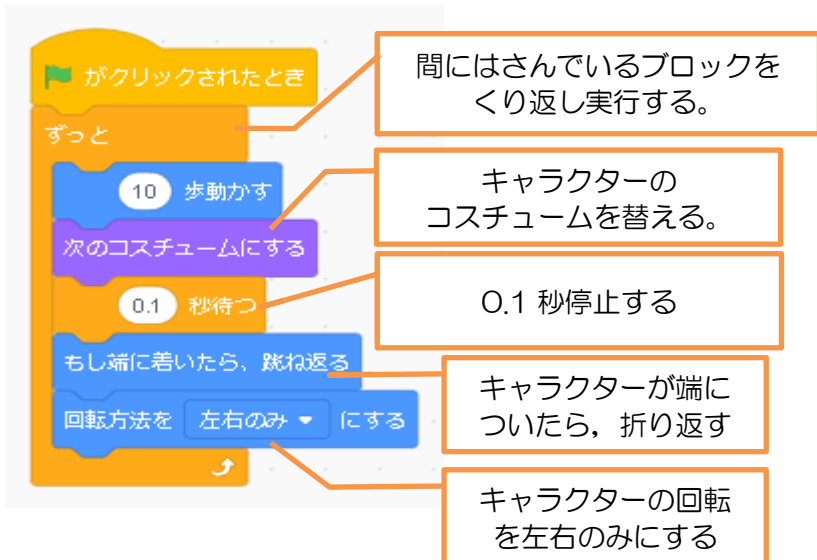 がクリックされたとき
間にはさんでいるブロックを
くり返し実行する。
ずっと
10 歩動かす
キャラクターの
コスチュームを替える。
次のコスチュームにする
0.1 秒待つ
0.1 秒停止する
もし端に着いたら、跳ね返る
キャラクターが端に
ついたら，折り返す
回転方法を 左右のみ にする
キャラクターの回転
を左右のみにする